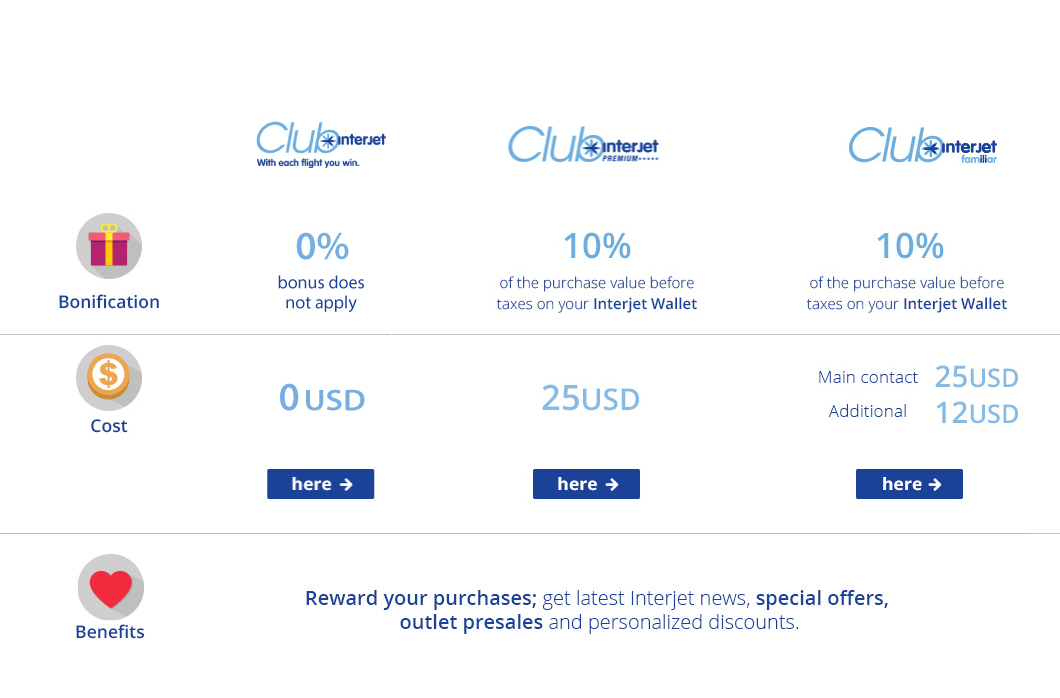 Club interjet
With each flight you win.
Club interjet
PREMIUM
Club interjet
familiar
Bonification
0%
bonus does
not apply
10%
of the purchase value before
taxes on your Interjet Wallet
10%
of the purchase value before
taxes on your Interjet Wallet
$
Cost
0 USD
25USD
Main contact 25USD
Additional 12USD
here →
here →
here →
Benefits
Reward your purchases; get latest Interjet news, special offers,
outlet presales and personalized discounts.